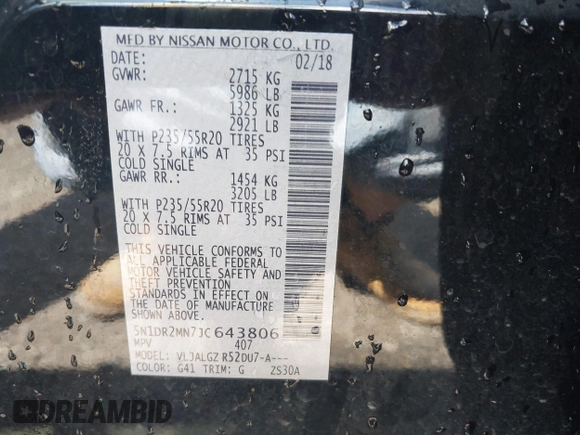 MFD BY NISSAN MOTOR CO., LTD.
DATE: 02/18
GVWR: 2715 KG
5986 LB
GAWR FR.: 1325 KG
2921 LB
WITH P235/55R20 TIRES
20 X 7.5 RIMS AT 35 PSI
COLD SINGLE
GAWR RR.: 1454 KG
3205 LB
WITH P235/55R20 TIRES
20 X 7.5 RIMS AT 35 PSI
COLD SINGLE
THIS VEHICLE CONFORMS TO
ALL APPLICABLE FEDERAL
MOTOR VEHICLE SAFETY AND
THEFT PREVENTION
STANDARDS IN EFFECT ON
THE DATE OF MANUFACTURE
SHOWN ABOVE.
5N1DR2MN7JC643806
MPV 407
MODEL: VLJALGZ R52DU7-A---
COLOR: G41 TRIM: G ZS30A
DREAMBID